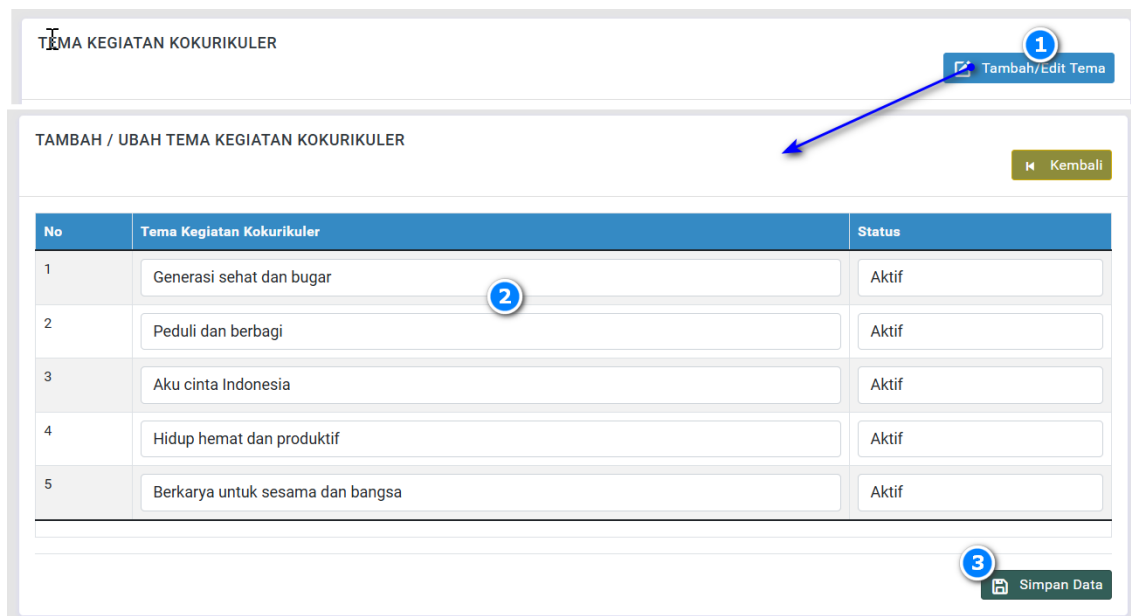 TEMA KEGIATAN KOKURIKULER
1
Tambah/Edit Tema
TAMBAH / UBAH TEMA KEGIATAN KOKURIKULER
Kembali
No Tema Kegiatan Kokurikuler Status
1 Generasi sehat dan bugar Aktif
2
2 Peduli dan berbagi Aktif
3 Aku cinta Indonesia Aktif
4 Hidup hemat dan produktif Aktif
5 Berkarya untuk sesama dan bangsa Aktif
3
Simpan Data